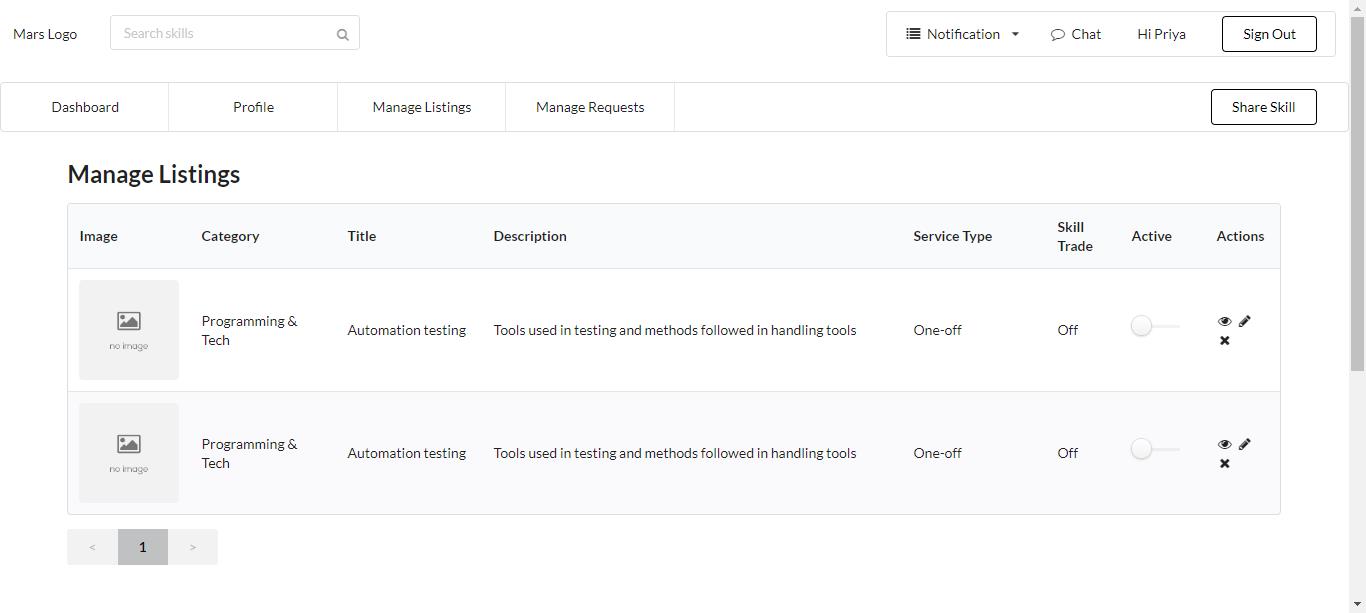 Mars Logo
Search skills
Notification
Chat
Hi Priya
Sign Out
Dashboard
Profile
Manage Listings
Manage Requests
Share Skill
Manage Listings
Image
Category
Title
Description
Service Type
Skill
Trade
Active
Actions
no image
Programming &
Tech
Automation testing
Tools used in testing and methods followed in handling tools
One-off
Off
no image
Programming &
Tech
Automation testing
Tools used in testing and methods followed in handling tools
One-off
Off
<
1
>